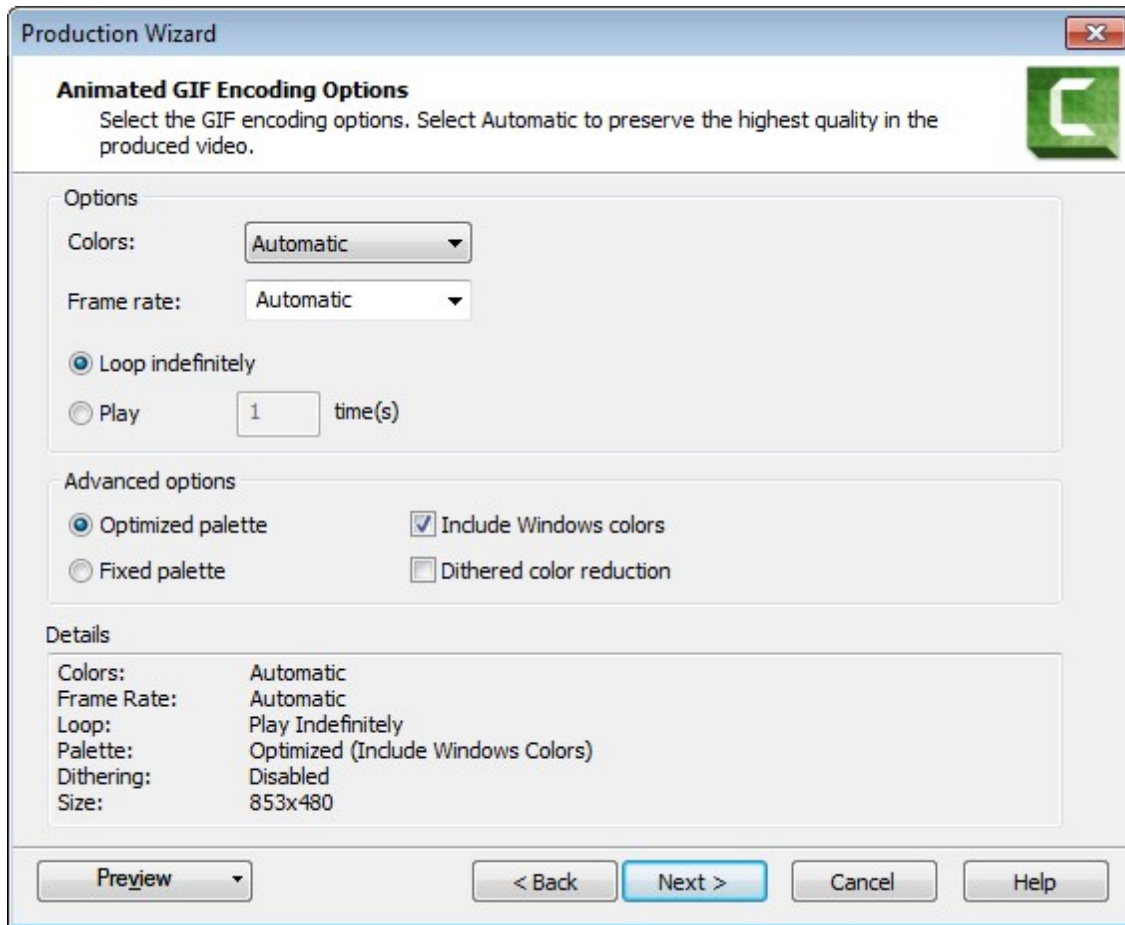 Production Wizard
Animated GIF Encoding Options
Select the GIF encoding options. Select Automatic to preserve the highest quality in the
produced video.
Options
Colors: Automatic
Frame rate: Automatic
Loop indefinitely
Play 1 time(s)
Advanced options
Optimized palette Include Windows colors
Fixed palette Dithered color reduction
Details
Colors: Automatic
Frame Rate: Automatic
Loop: Play Indefinitely
Palette: Optimized (Include Windows Colors)
Dithering: Disabled
Size: 853x480
Preview < Back Next > Cancel Help